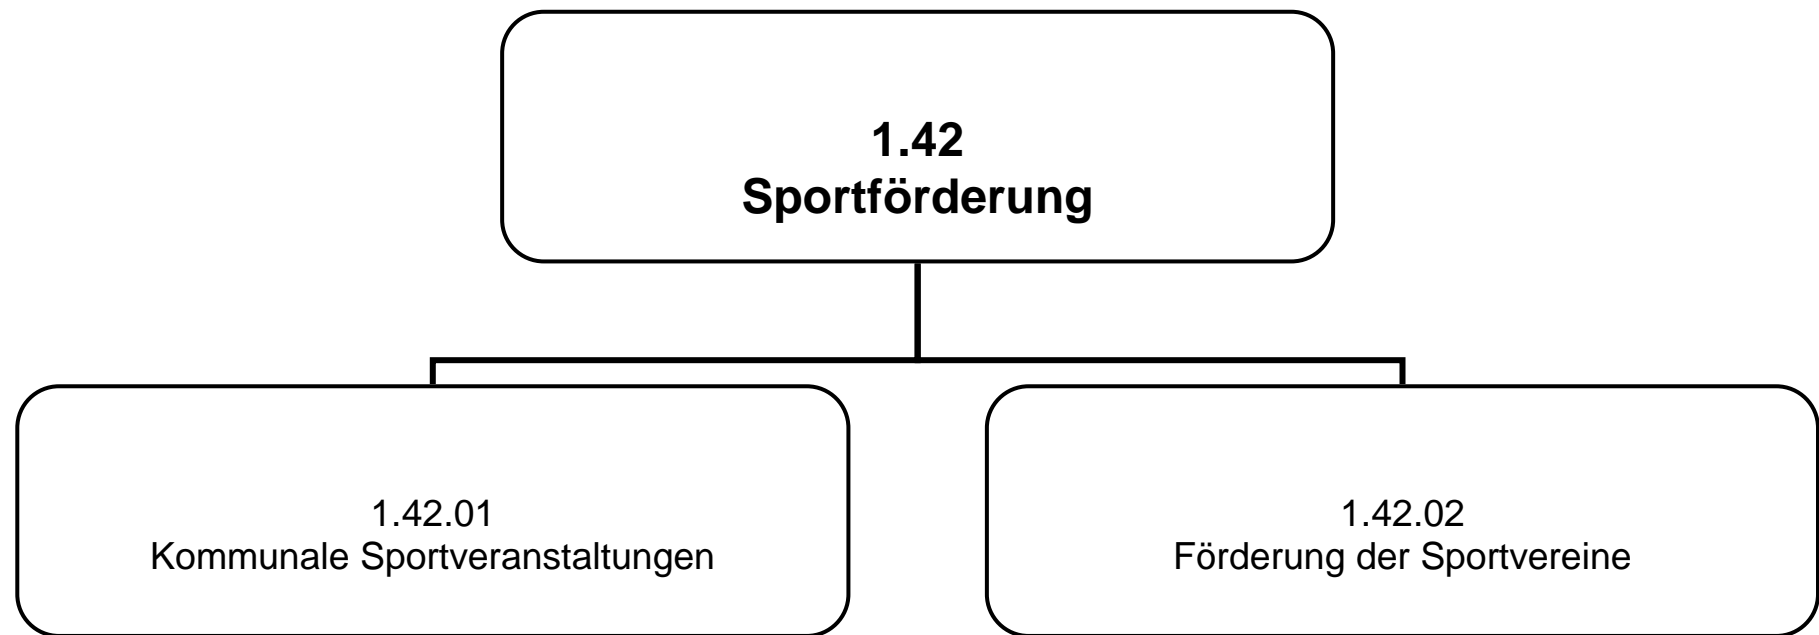 1.42
Sportförderung
1.42.01
Kommunale Sportveranstaltungen
1.42.02
Förderung der Sportvereine